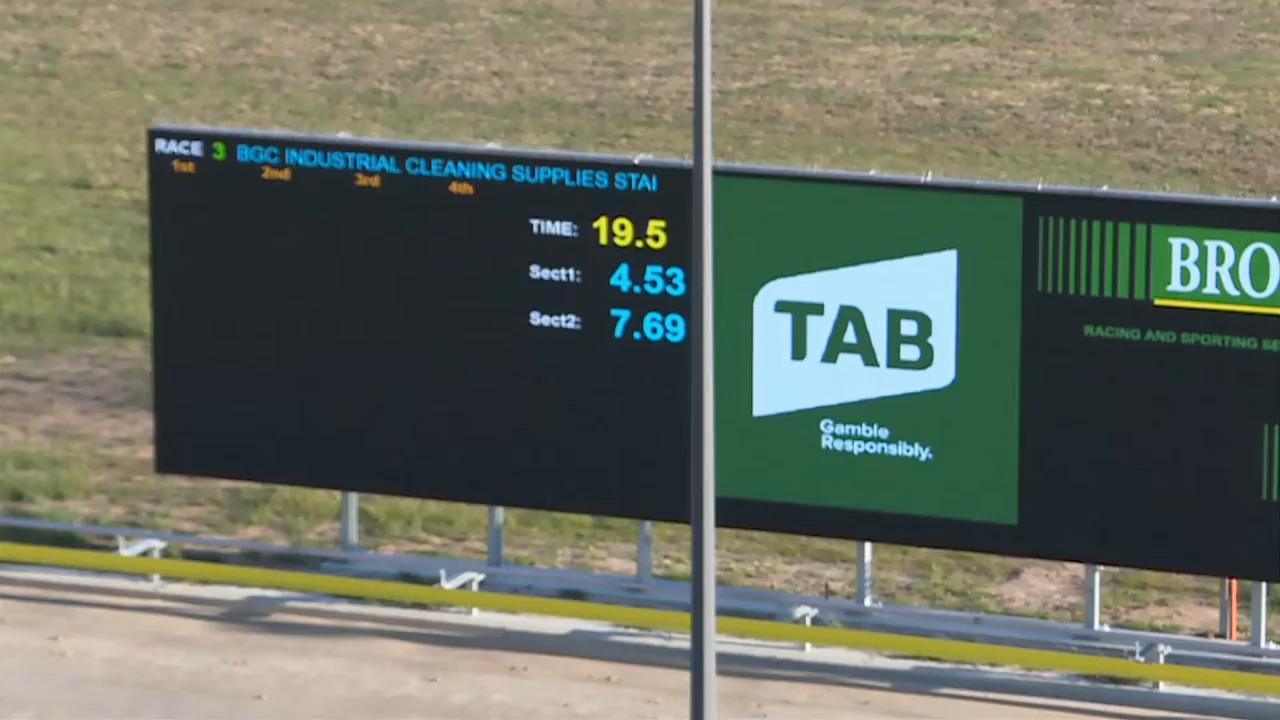 RACE 3 BGC INDUSTRIAL CLEANING SUPPLIES STAI
1st 2nd 3rd 4th
TIME: 19.5
Sect1: 4.53
Sect2: 7.69
TAB
Gamble
Responsibly.
BRO
RACING AND SPORTING SE